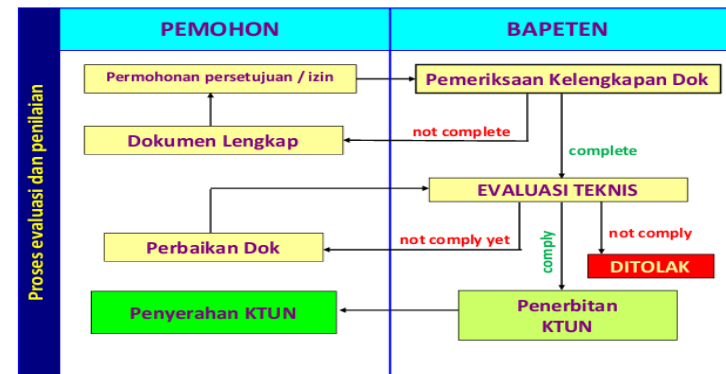 Proses evaluasi dan penilaian
PEMOHON
BAPETEN
Permohonan persetujuan / izin
Pemeriksaan Kelengkapan Dok
not complete
Dokumen Lengkap
complete
EVALUASI TEKNIS
not comply yet
Perbaikan Dok
comply
not comply
DITOLAK
Penyerahan KTUN
Penerbitan
KTUN